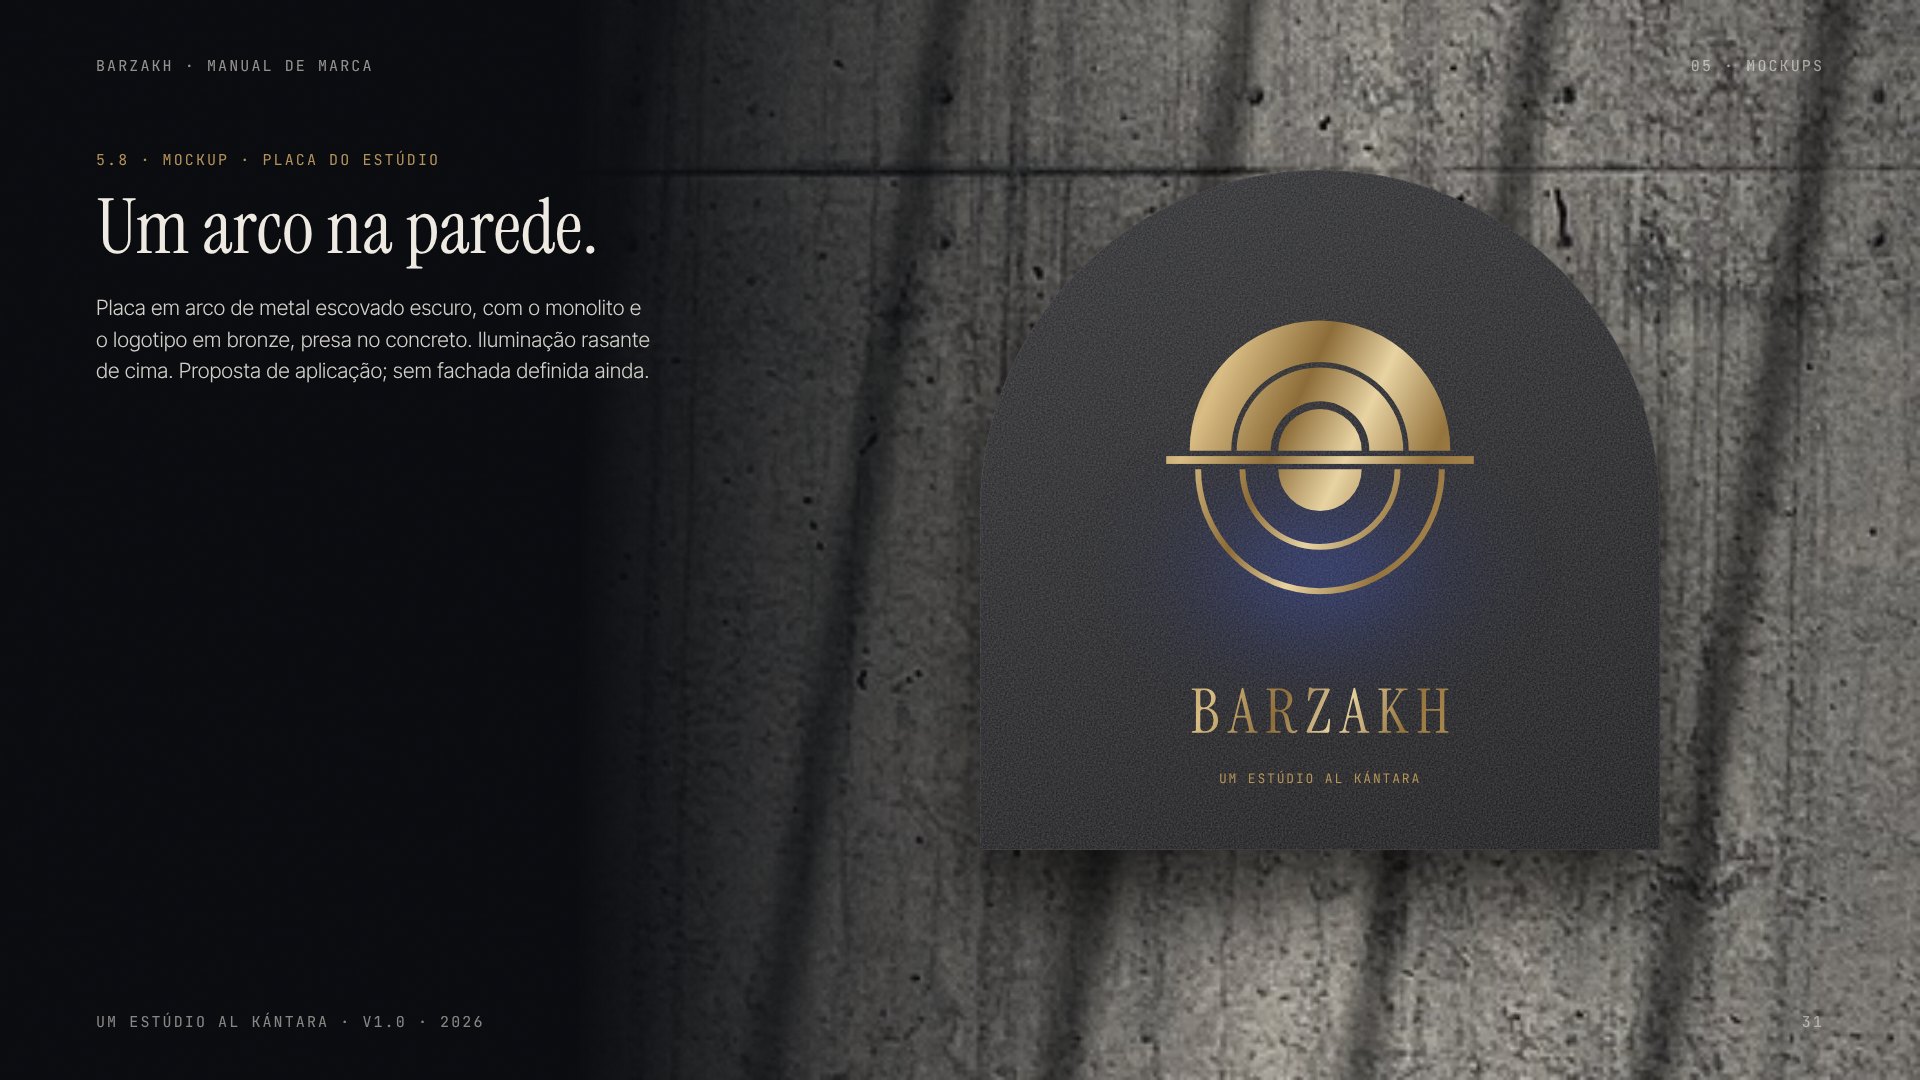 BARZAKH · MANUAL DE MARCA
05 · MOCKUPS
5.8 · MOCKUP · PLACA DO ESTÚDIO
Um arco na parede.
Placa em arco de metal escovado escuro, com o monolito e
o logotipo em bronze, presa no concreto. Iluminação rasante
de cima. Proposta de aplicação; sem fachada definida ainda.
BARZAKH
UM ESTÚDIO AL KÁNTARA
UM ESTÚDIO AL KÁNTARA · V1.0 · 2026
31